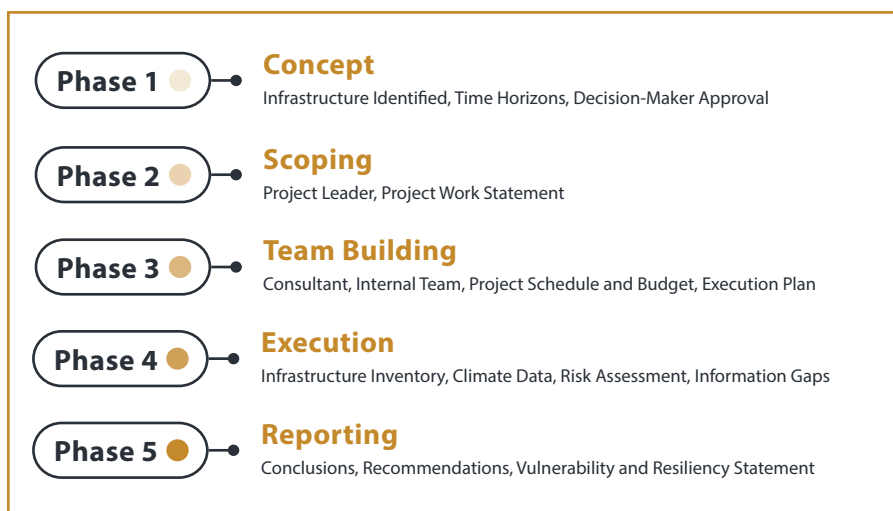 Phase 1
Concept
Infrastructure Identified, Time Horizons, Decision-Maker Approval
Phase 2
Scoping
Project Leader, Project Work Statement
Phase 3
Team Building
Consultant, Internal Team, Project Schedule and Budget, Execution Plan
Phase 4
Execution
Infrastructure Inventory, Climate Data, Risk Assessment, Information Gaps
Phase 5
Reporting
Conclusions, Recommendations, Vulnerability and Resiliency Statement